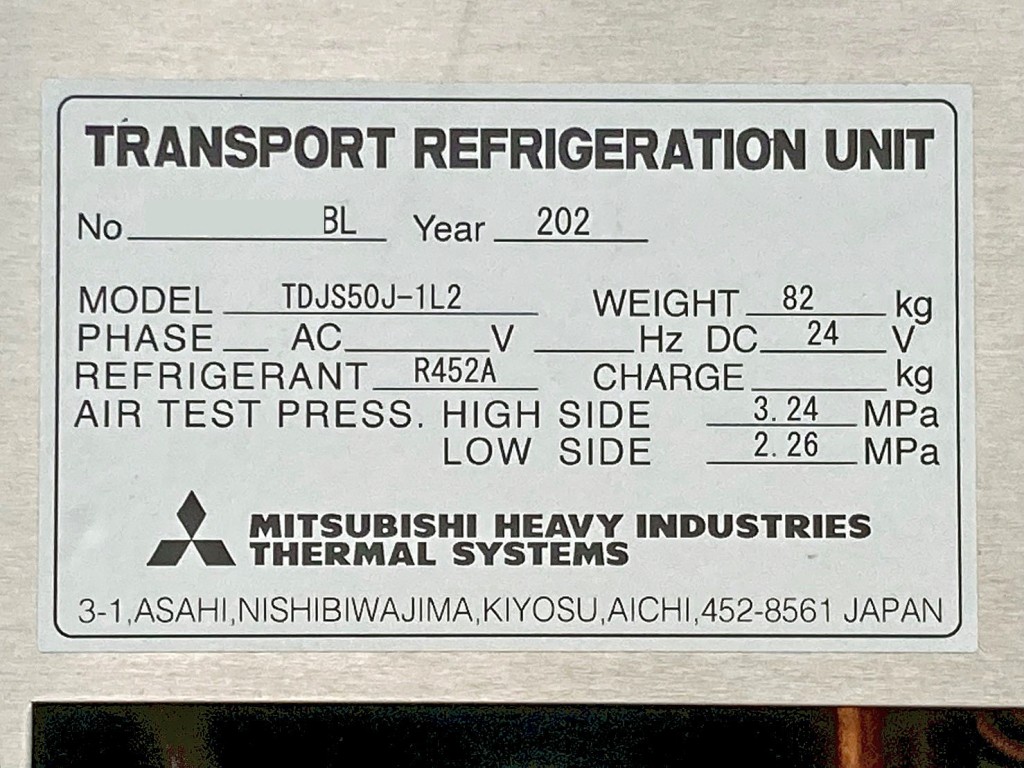 TRANSPORT REFRIGERATION UNIT
No BL Year 202
MODEL TDJS50J-1L2 WEIGHT 82 kg
PHASE AC V Hz DC 24 V
REFRIGERANT R452A CHARGE kg
AIR TEST PRESS. HIGH SIDE 3.24 MPa
LOW SIDE 2.26 MPa
MITSUBISHI HEAVY INDUSTRIES
THERMAL SYSTEMS
3-1,ASAHI,NISHIBIWAJIMA,KIYOSU,AICHI,452-8561 JAPAN